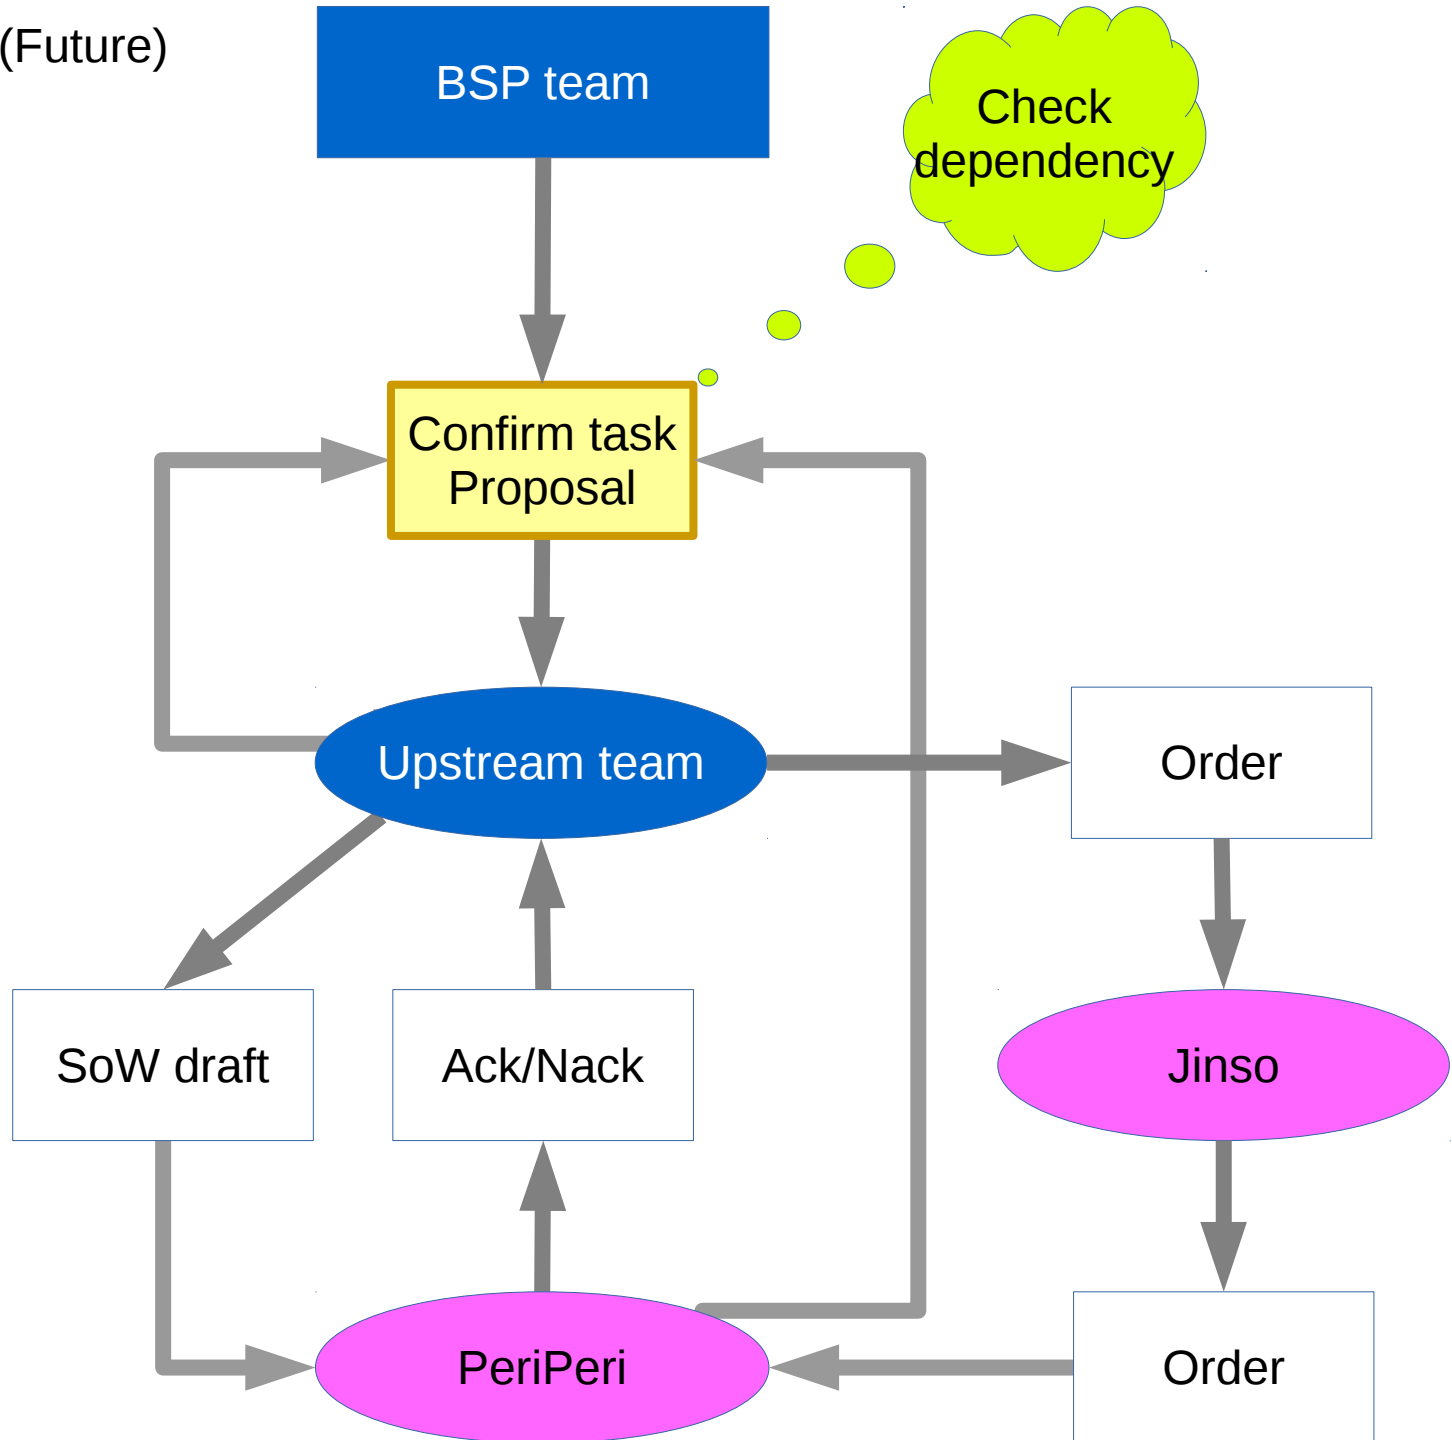 (Future)
BSP team
Check
dependency
Confirm task
Proposal
Upstream team
Order
SoW draft
Ack/Nack
Jinso
PeriPeri
Order